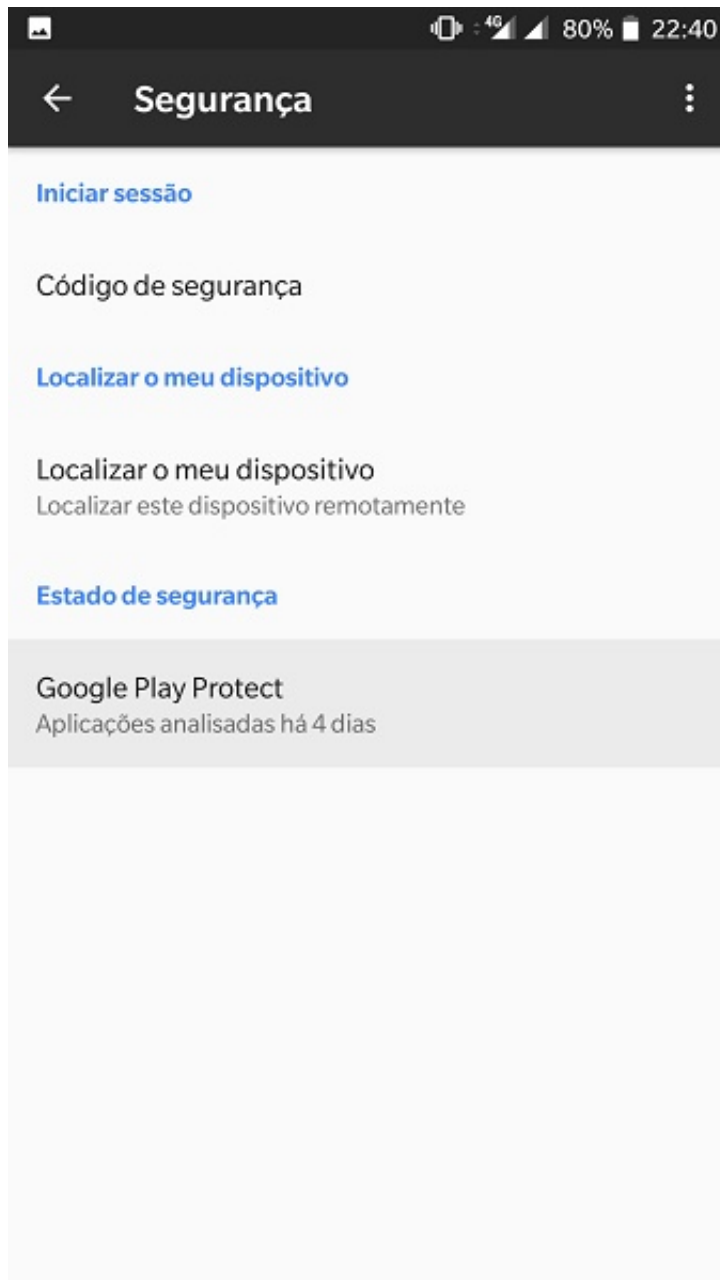 4G 80% 22:40
Segurança
Iniciar sessão
Código de segurança
Localizar o meu dispositivo
Localizar o meu dispositivo
Localizar este dispositivo remotamente
Estado de segurança
Google Play Protect
Aplicações analisadas há 4 dias